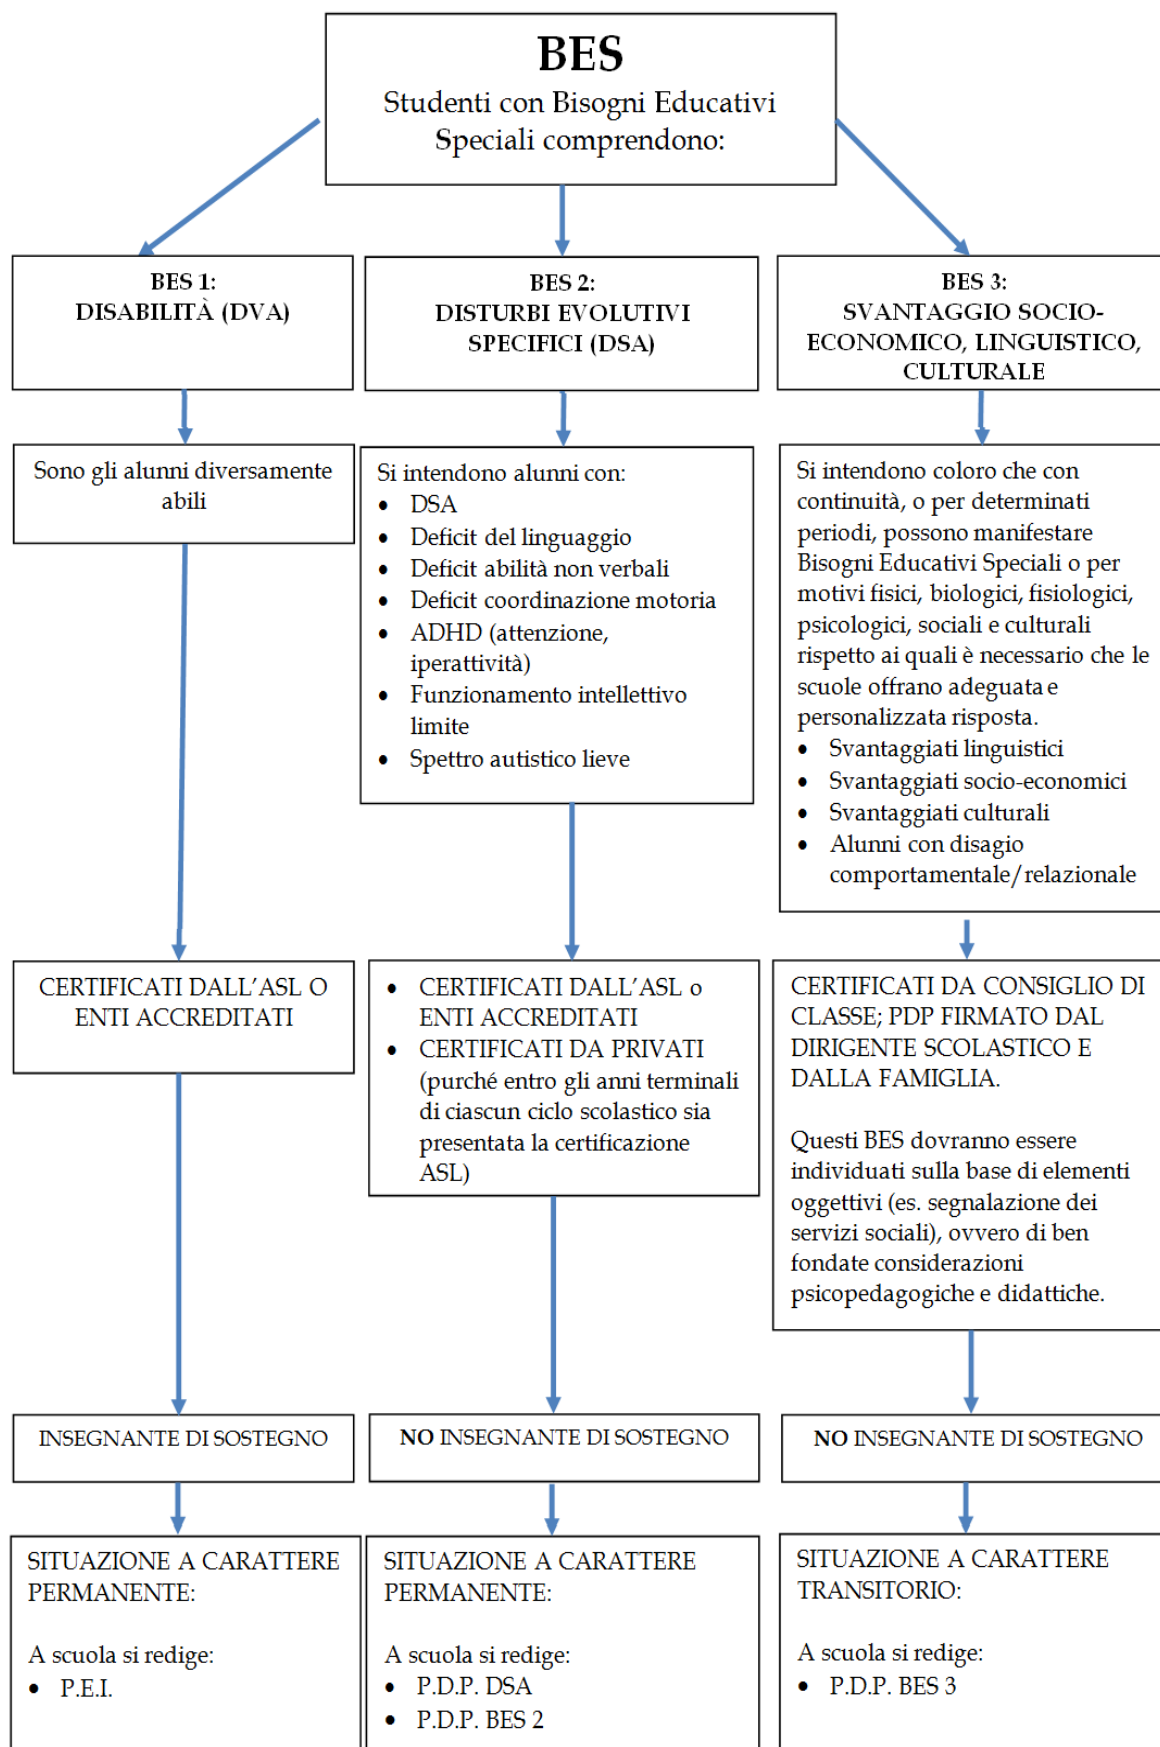 BES
Studenti con Bisogni Educativi
Speciali comprendono:
BES 1:
DISABILITÀ (DVA)
BES 2:
DISTURBI EVOLUTIVI
SPECIFICI (DSA)
BES 3:
SVANTAGGIO SOCIO-
ECONOMICO, LINGUISTICO,
CULTURALE
Sono gli alunni diversamente
abili
Si intendono alunni con:
• DSA
• Deficit del linguaggio
• Deficit abilità non verbali
• Deficit coordinazione motoria
• ADHD (attenzione,
iperattività)
• Funzionamento intellettivo
limite
• Spettro autistico lieve
Si intendono coloro che con
continuità, o per determinati
periodi, possono manifestare
Bisogni Educativi Speciali o per
motivi fisici, biologici, fisiologici,
psicologici, sociali e culturali
rispetto ai quali è necessario che le
scuole offrano adeguata e
personalizzata risposta.
• Svantaggiati linguistici
• Svantaggiati socio-economici
• Svantaggiati culturali
• Alunni con disagio
comportamentale/relazionale
CERTIFICATI DALL'ASL O
ENTI ACCREDITATI
• CERTIFICATI DALL'ASL o
ENTI ACCREDITATI
• CERTIFICATI DA PRIVATI
(purché entro gli anni terminali
di ciascun ciclo scolastico sia
presentata la certificazione
ASL)
CERTIFICATI DA CONSIGLIO DI
CLASSE; PDP FIRMATO DAL
DIRIGENTE SCOLASTICO E
DALLA FAMIGLIA.
Questi BES dovranno essere
individuati sulla base di elementi
oggettivi (es. segnalazione dei
servizi sociali), ovvero di ben
fondate considerazioni
psicopedagogiche e didattiche.
INSEGNANTE DI SOSTEGNO
NO INSEGNANTE DI SOSTEGNO
NO INSEGNANTE DI SOSTEGNO
SITUAZIONE A CARATTERE
PERMANENTE:
A scuola si redige:
• P.E.I.
SITUAZIONE A CARATTERE
PERMANENTE:
A scuola si redige:
• P.D.P. DSA
• P.D.P. BES 2
SITUAZIONE A CARATTERE
TRANSITORIO:
A scuola si redige:
• P.D.P. BES 3